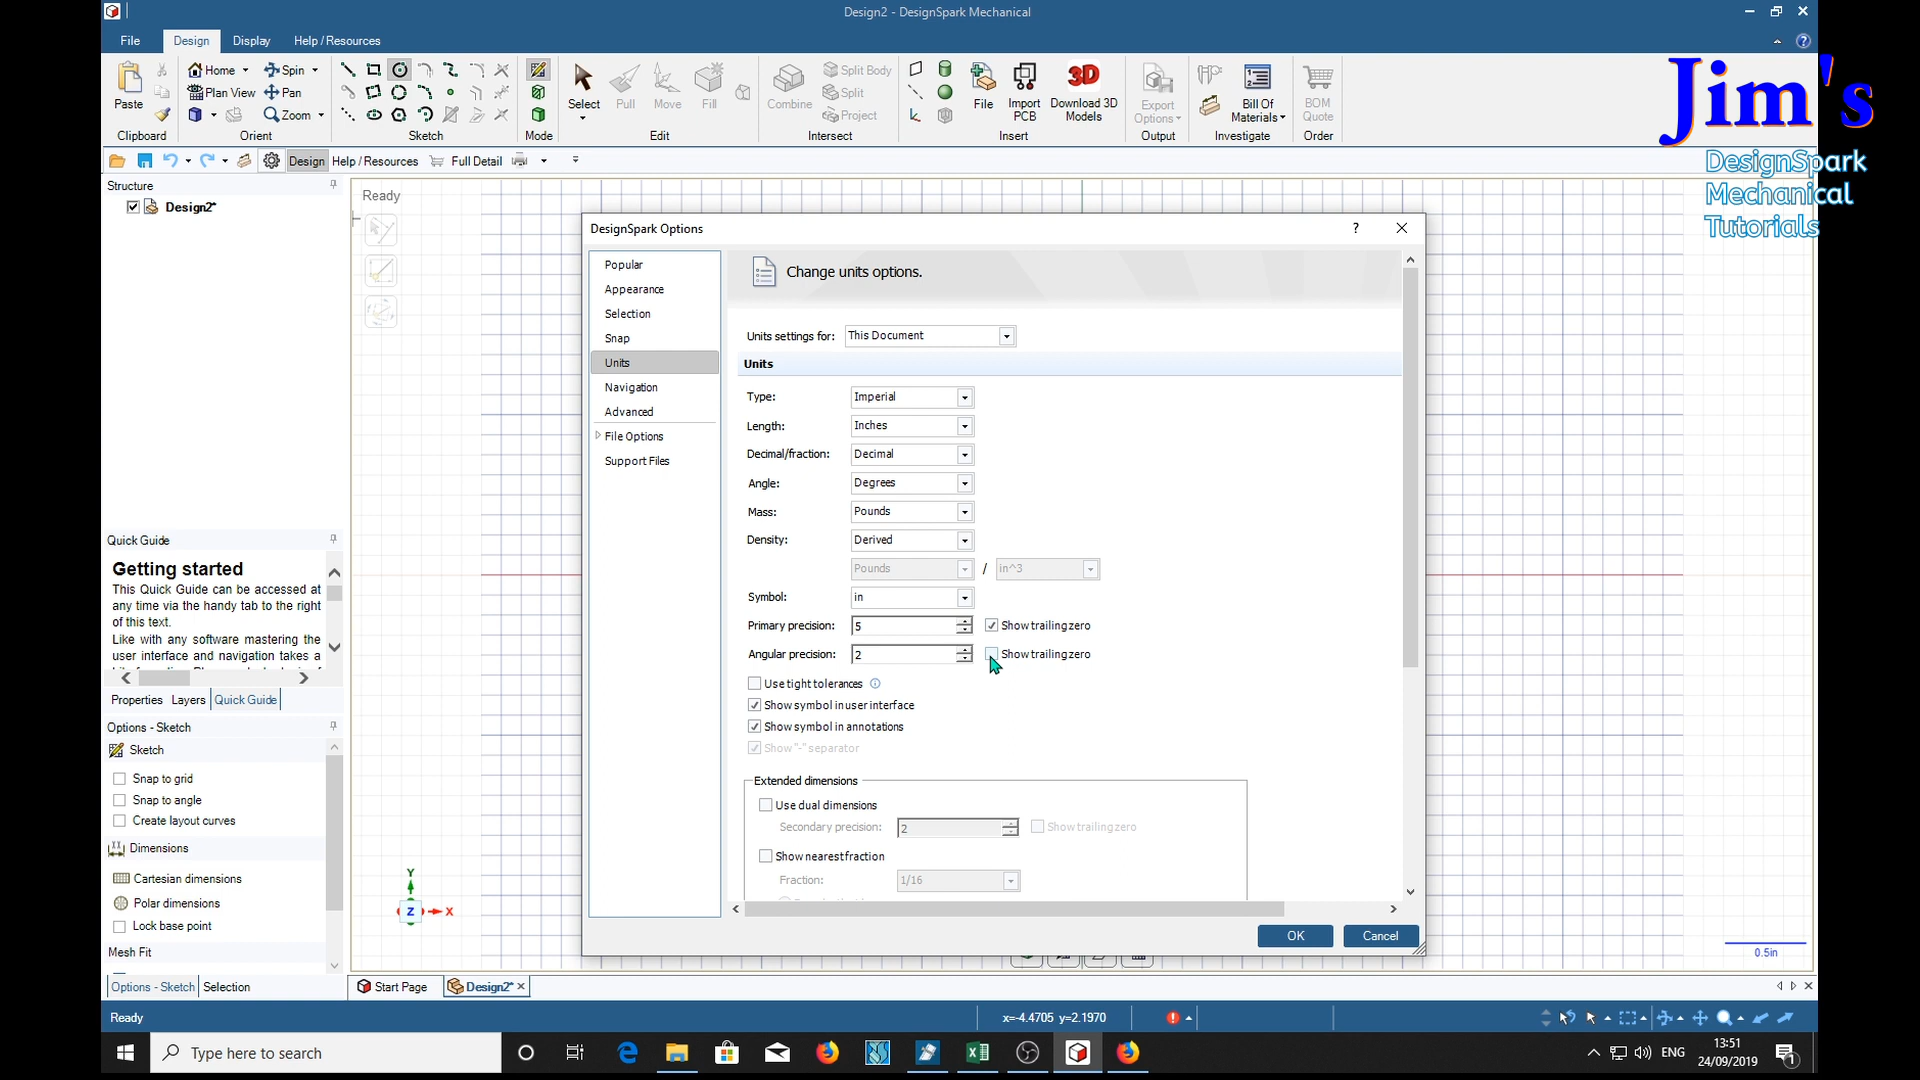 Design2 - DesignSpark Mechanical
File Design Display Help / Resources
Paste Home Spin Plan View Pan Zoom
Select Pull Move Fill Combine Split Body Split Project
File Import PCB Download 3D Models Export Options Bill Of Materials BOM Quote
Clipboard Orient Sketch Mode Edit Intersect Insert Output Investigate Order
Jim's
DesignSpark
Mechanical
Tutorials
Design Help / Resources Full Detail
Structure
Design2*
Ready
DesignSpark Options ?
Popular
Appearance
Selection
Snap
Units
Navigation
Advanced
File Options
Support Files
Change units options.
Units settings for: This Document
Units
Type: Imperial
Length: Inches
Decimal/fraction: Decimal
Angle: Degrees
Mass: Pounds
Density: Derived
Pounds / in^3
Symbol: in
Primary precision: 5 Show trailing zero
Angular precision: 2 Show trailing zero
Use tight tolerances
Show symbol in user interface
Show symbol in annotations
Show "-" separator
Extended dimensions
Use dual dimensions
Secondary precision: 2 Show trailing zero
Show nearest fraction
Fraction: 1/16
OK Cancel
Quick Guide
Getting started
This Quick Guide can be accessed at
any time via the handy tab to the right
of this text.
Like with any software mastering the
user interface and navigation takes a
Properties Layers Quick Guide
Options - Sketch
Sketch
Snap to grid
Snap to angle
Create layout curves
Dimensions
Cartesian dimensions
Polar dimensions
Lock base point
Mesh Fit
Options - Sketch Selection
Y
Z X
0.5in
Start Page Design2*
Ready x=-4.4705 y=2.1970
Type here to search
ENG
13:51
24/09/2019
1